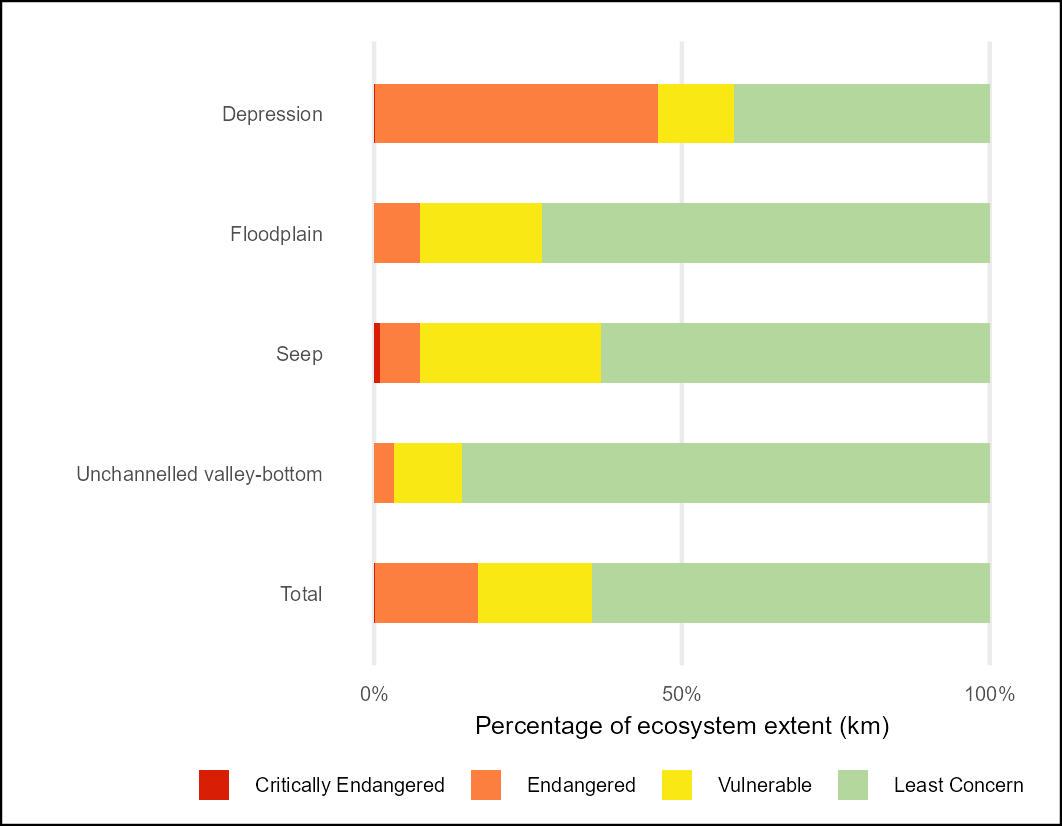 Depression
Floodplain
Seep
Unchannelled valley-bottom
Total
0% 50% 100%
Percentage of ecosystem extent (km)
Critically Endangered Endangered Vulnerable Least Concern